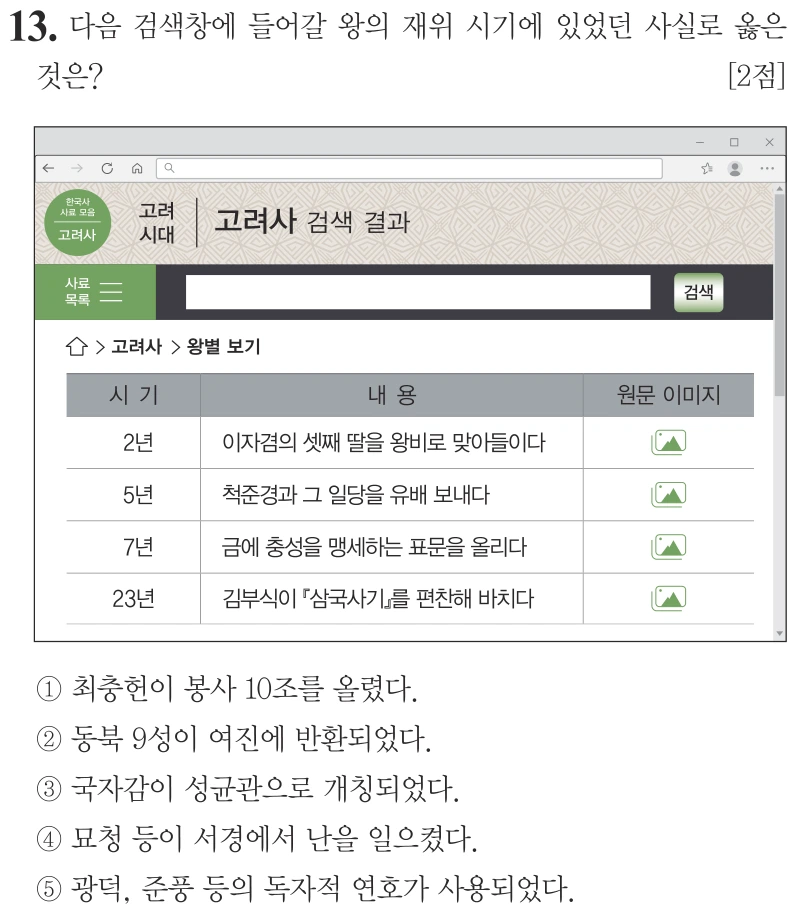 13. 다음 검색창에 들어갈 왕의 재위 시기에 있었던 사실로 옳은
것은? [2점]
한국사
사료 모음
고려사
고려
시대
고려사 검색 결과
사료
목록
검색
> 고려사 > 왕별 보기
시 기 내 용 원문 이미지
2년 이자겸의 셋째 딸을 왕비로 맞아들이다
5년 척준경과 그 일당을 유배 보내다
7년 금에 충성을 맹세하는 표문을 올리다
23년 김부식이 『삼국사기』를 편찬해 바치다
① 최충헌이 봉사 10조를 올렸다.
② 동북 9성이 여진에 반환되었다.
③ 국자감이 성균관으로 개칭되었다.
④ 묘청 등이 서경에서 난을 일으켰다.
⑤ 광덕, 준풍 등의 독자적 연호가 사용되었다.